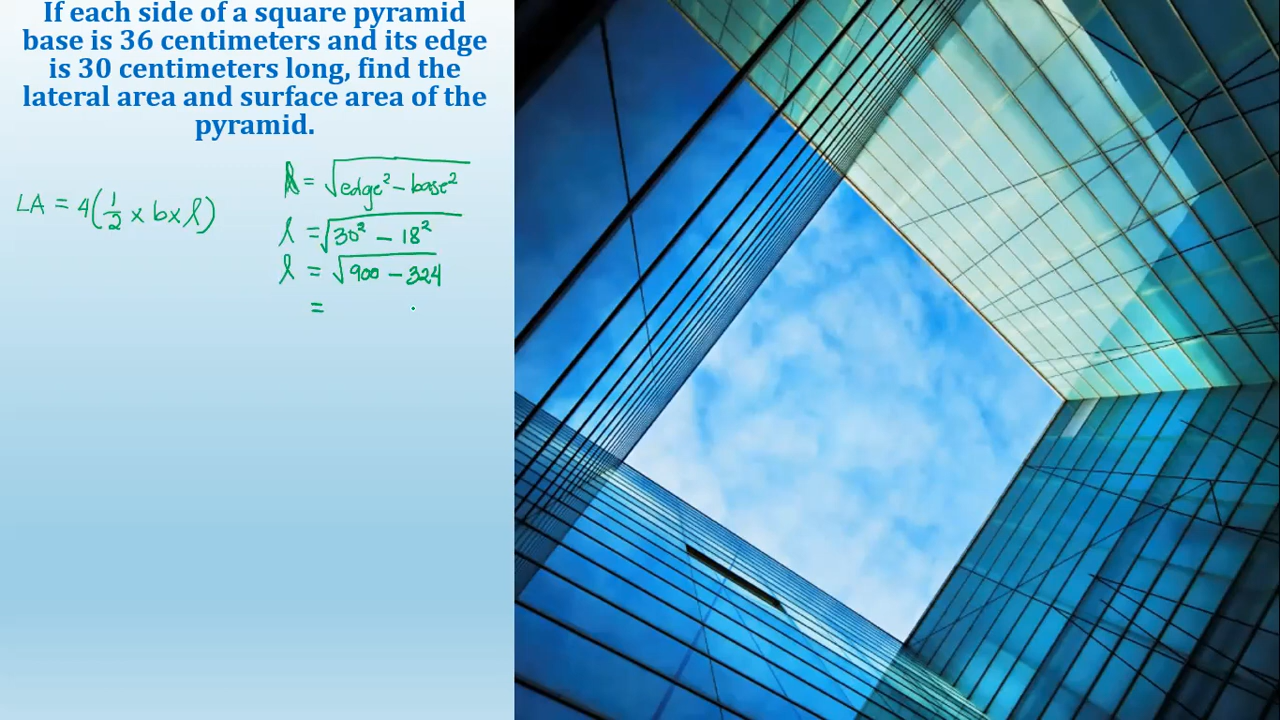 If each side of a square pyramid
base is 36 centimeters and its edge
is 30 centimeters long, find the
lateral area and surface area of the
pyramid.
l = √edge² − base²
LA = 4(1/2 x b x l)
l = √30² − 18²
l = √900 − 324
=